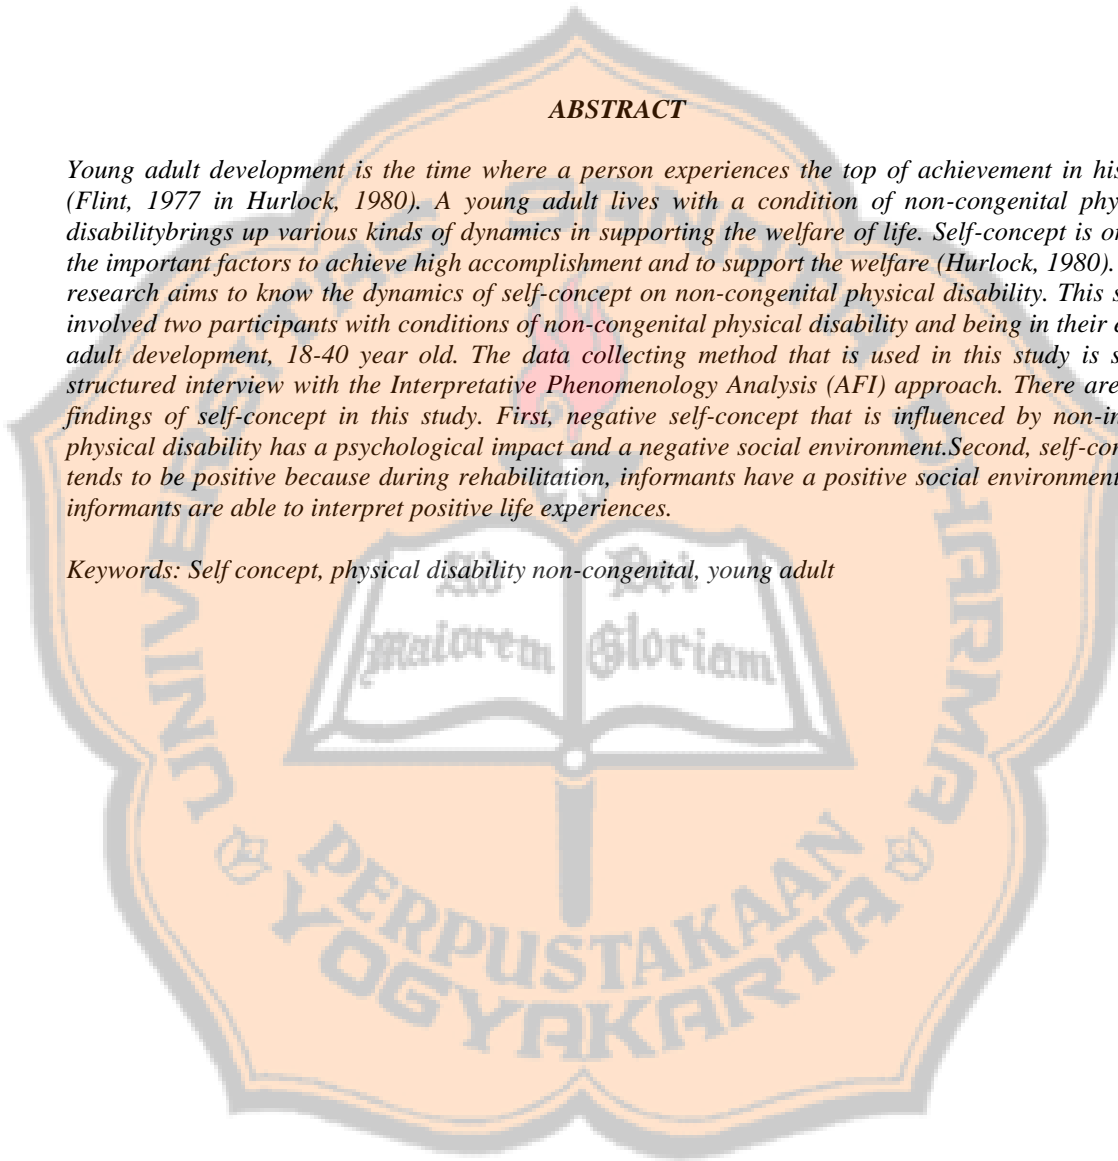 ABSTRACT
Young adult development is the time where a person experiences the top of achievement in his
(Flint, 1977 in Hurlock, 1980). A young adult lives with a condition of non-congenital phy
disabilitybrings up various kinds of dynamics in supporting the welfare of life. Self-concept is o
the important factors to achieve high accomplishment and to support the welfare (Hurlock, 1980).
research aims to know the dynamics of self-concept on non-congenital physical disability. This s
involved two participants with conditions of non-congenital physical disability and being in their
adult development, 18-40 year old. The data collecting method that is used in this study is s
structured interview with the Interpretative Phenomenology Analysis (AFI) approach. There are
findings of self-concept in this study. First, negative self-concept that is influenced by non-in
physical disability has a psychological impact and a negative social environment.Second, self-con
tends to be positive because during rehabilitation, informants have a positive social environment
informants are able to interpret positive life experiences.
Keywords: Self concept, physical disability non-congenital, young adult
UNIVERSITAS SANATA DHARMA
Ad Dei
Maiorem Gloriam
PERPUSTAKAAN
YOGYAKARTA